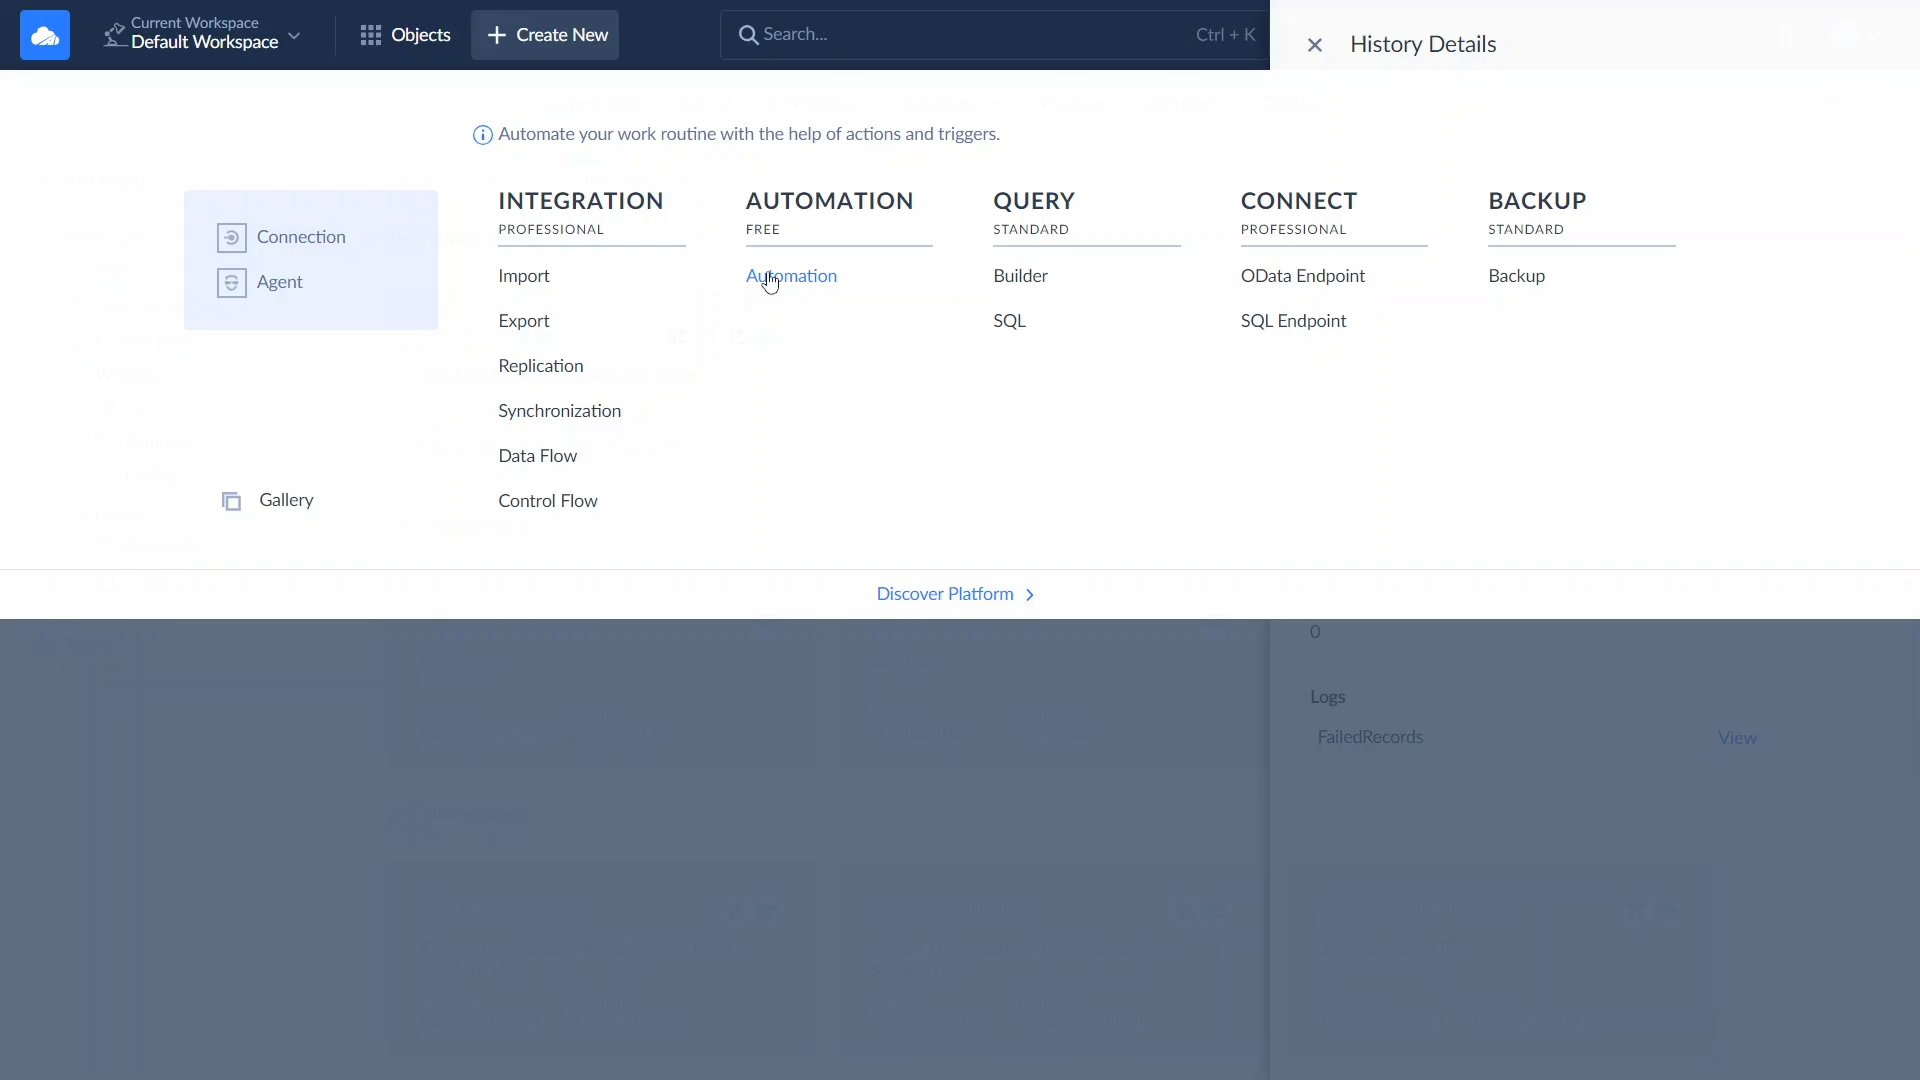 Current Workspace
Default Workspace
Objects
Create New
Search...
Ctrl + K
History Details
Automate your work routine with the help of actions and triggers.
Connection
Agent
Gallery
INTEGRATION
PROFESSIONAL
Import
Export
Replication
Synchronization
Data Flow
Control Flow
AUTOMATION
FREE
Automation
QUERY
STANDARD
Builder
SQL
CONNECT
PROFESSIONAL
OData Endpoint
SQL Endpoint
BACKUP
STANDARD
Backup
Discover Platform
0
Logs
FailedRecords
View